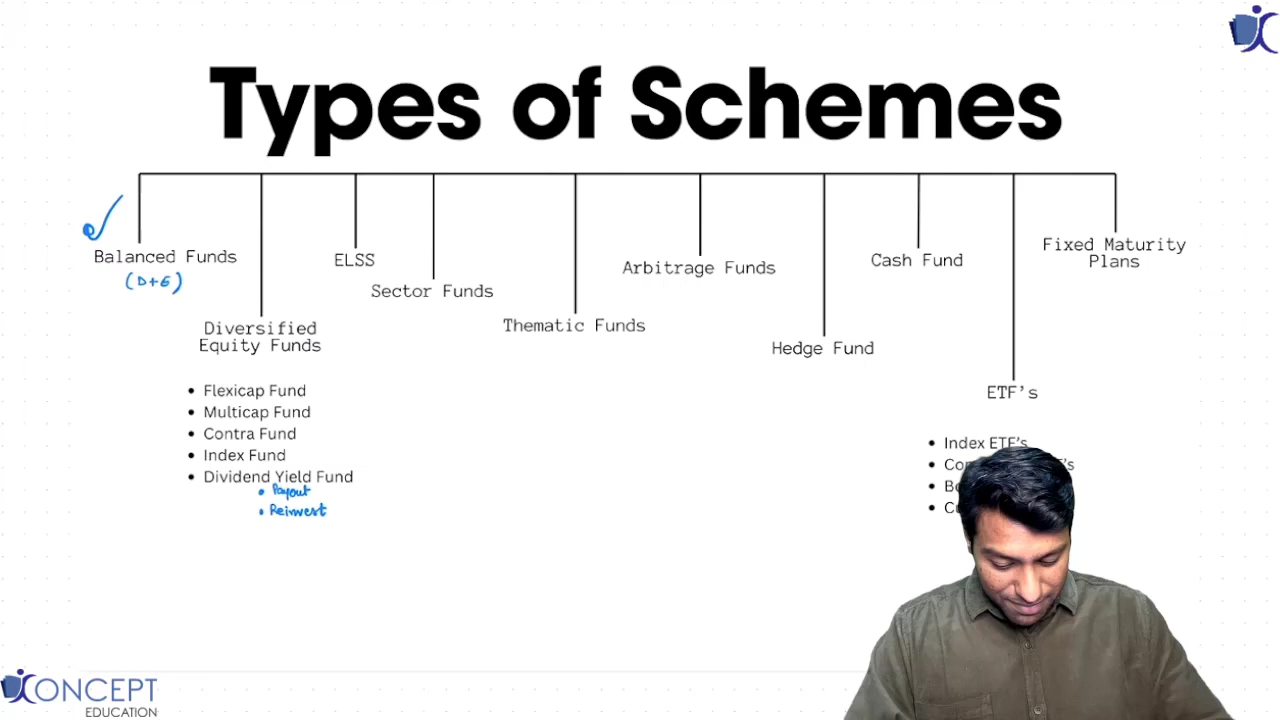 Types of Schemes
Balanced Funds
(D+E)
Diversified
Equity Funds
• Flexicap Fund
• Multicap Fund
• Contra Fund
• Index Fund
• Dividend Yield Fund
• Payout
• Reinvest
ELSS
Sector Funds
Thematic Funds
Arbitrage Funds
Hedge Fund
Cash Fund
ETF's
• Index ETF's
Fixed Maturity
Plans
CONCEPT
EDUCATION